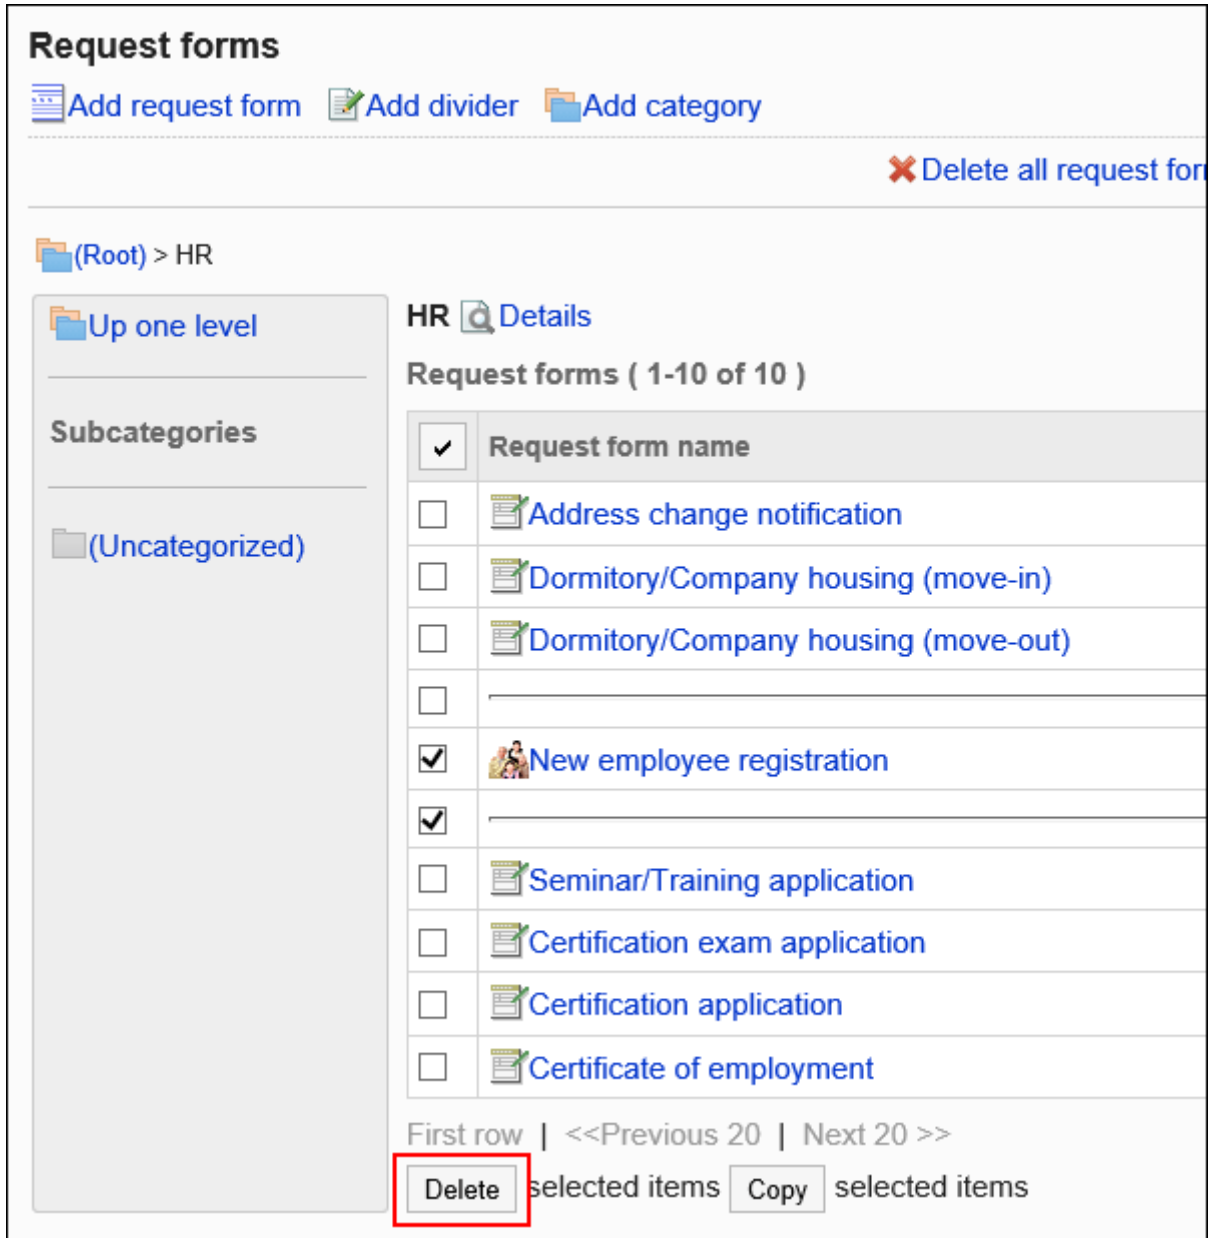 Request forms
Add request form Add divider Add category
Delete all request for
(Root) > HR
Up one level
Subcategories
(Uncategorized)
HR Details
Request forms ( 1-10 of 10 )
Request form name
Address change notification
Dormitory/Company housing (move-in)
Dormitory/Company housing (move-out)
New employee registration
Seminar/Training application
Certification exam application
Certification application
Certificate of employment
First row | <<Previous 20 | Next 20 >>
Delete selected items Copy selected items